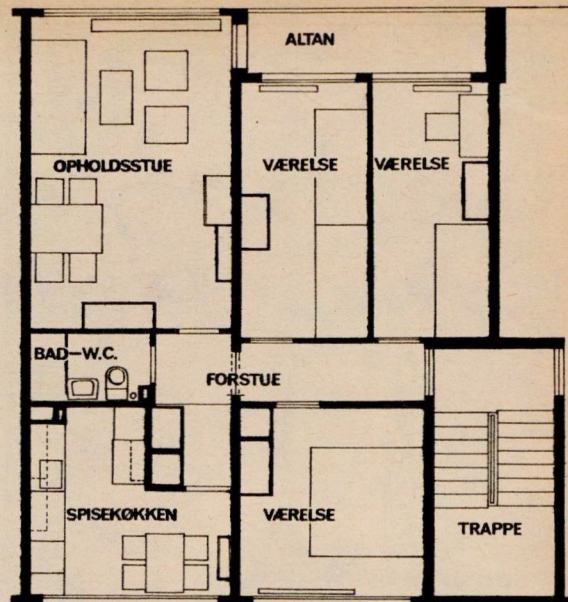 ALTAN
OPHOLDSSTUE
VÆRELSE
VÆRELSE
BAD-W.C.
FORSTUE
SPISEKØKKEN
VÆRELSE
TRAPPE